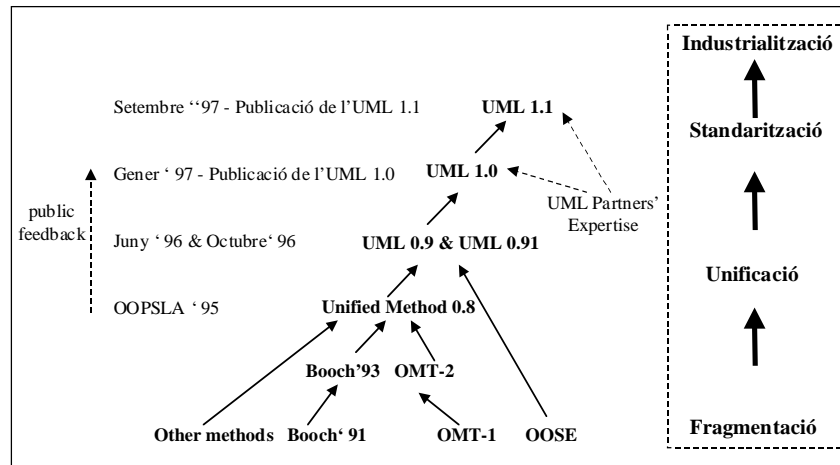 Industrialització
Setembre ‘‘97 - Publicació de l’UML 1.1
UML 1.1
Standarització
Gener ‘ 97 - Publicació de l’UML 1.0
UML 1.0
UML Partners’
Expertise
public
feedback
Juny ‘ 96 & Octubre‘ 96
UML 0.9 & UML 0.91
Unificació
OOPSLA ‘ 95
Unified Method 0.8
Booch’93
OMT-2
Other methods
Booch‘ 91
OMT-1
OOSE
Fragmentació